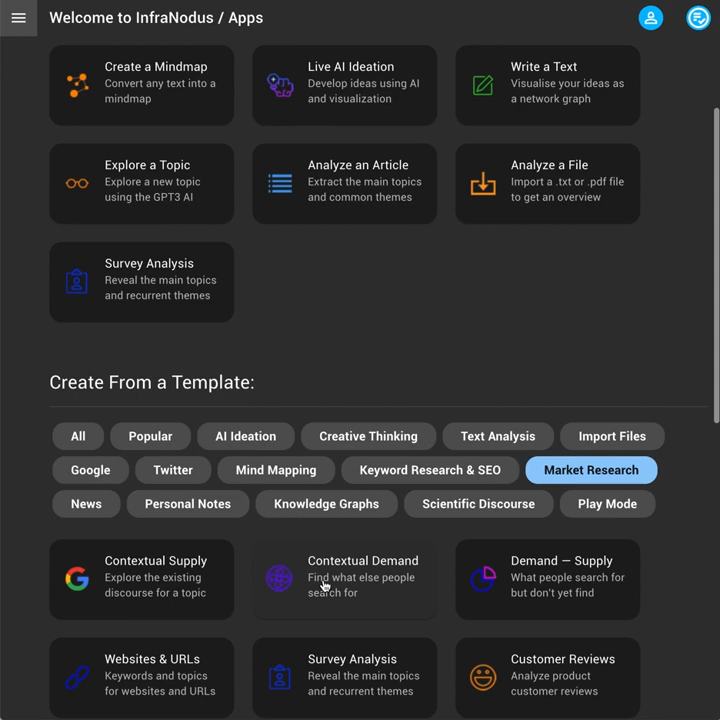 Welcome to InfraNodus / Apps
Create a Mindmap
Convert any text into a
mindmap
Live AI Ideation
Develop ideas using AI
and visualization
Write a Text
Visualise your ideas as
a network graph
Explore a Topic
Explore a new topic
using the GPT3 AI
Analyze an Article
Extract the main topics
and common themes
Analyze a File
Import a .txt or .pdf file
to get an overview
Survey Analysis
Reveal the main topics
and recurrent themes
Create From a Template:
All
Popular
AI Ideation
Creative Thinking
Text Analysis
Import Files
Google
Twitter
Mind Mapping
Keyword Research & SEO
Market Research
News
Personal Notes
Knowledge Graphs
Scientific Discourse
Play Mode
Contextual Supply
Explore the existing
discourse for a topic
Contextual Demand
Find what else people
search for
Demand — Supply
What people search for
but don't yet find
Websites & URLs
Keywords and topics
for websites and URLs
Survey Analysis
Reveal the main topics
and recurrent themes
Customer Reviews
Analyze product
customer reviews